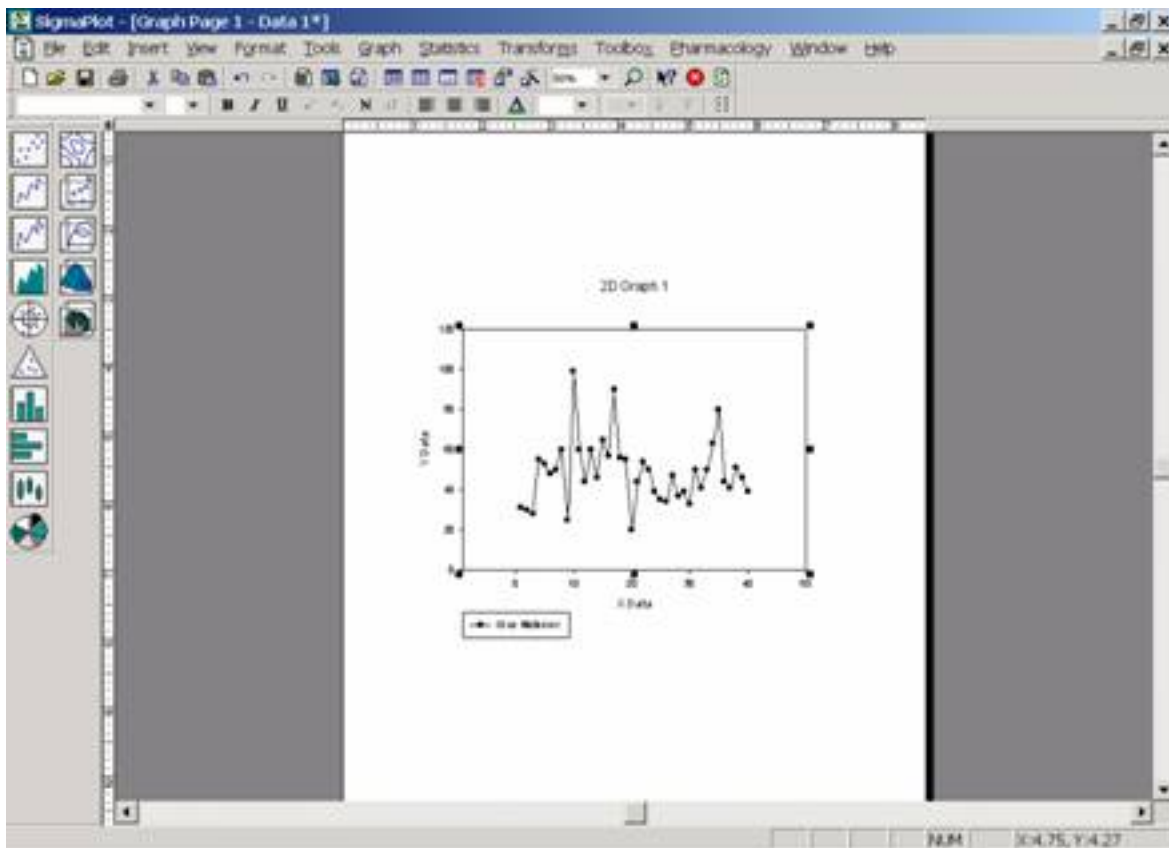 SigmaPlot - [Graph Page 1 - Data 1*]
File Edit Insert View Format Tools Graph Statistics Transforms Toolbox Pharmacology Window Help
50%
B I U N
2D Graph 1
120
100
80
60
40
20
0
Y Data
0 10 20 30 40 50
X Data
NUM X:4.75, Y:4.27